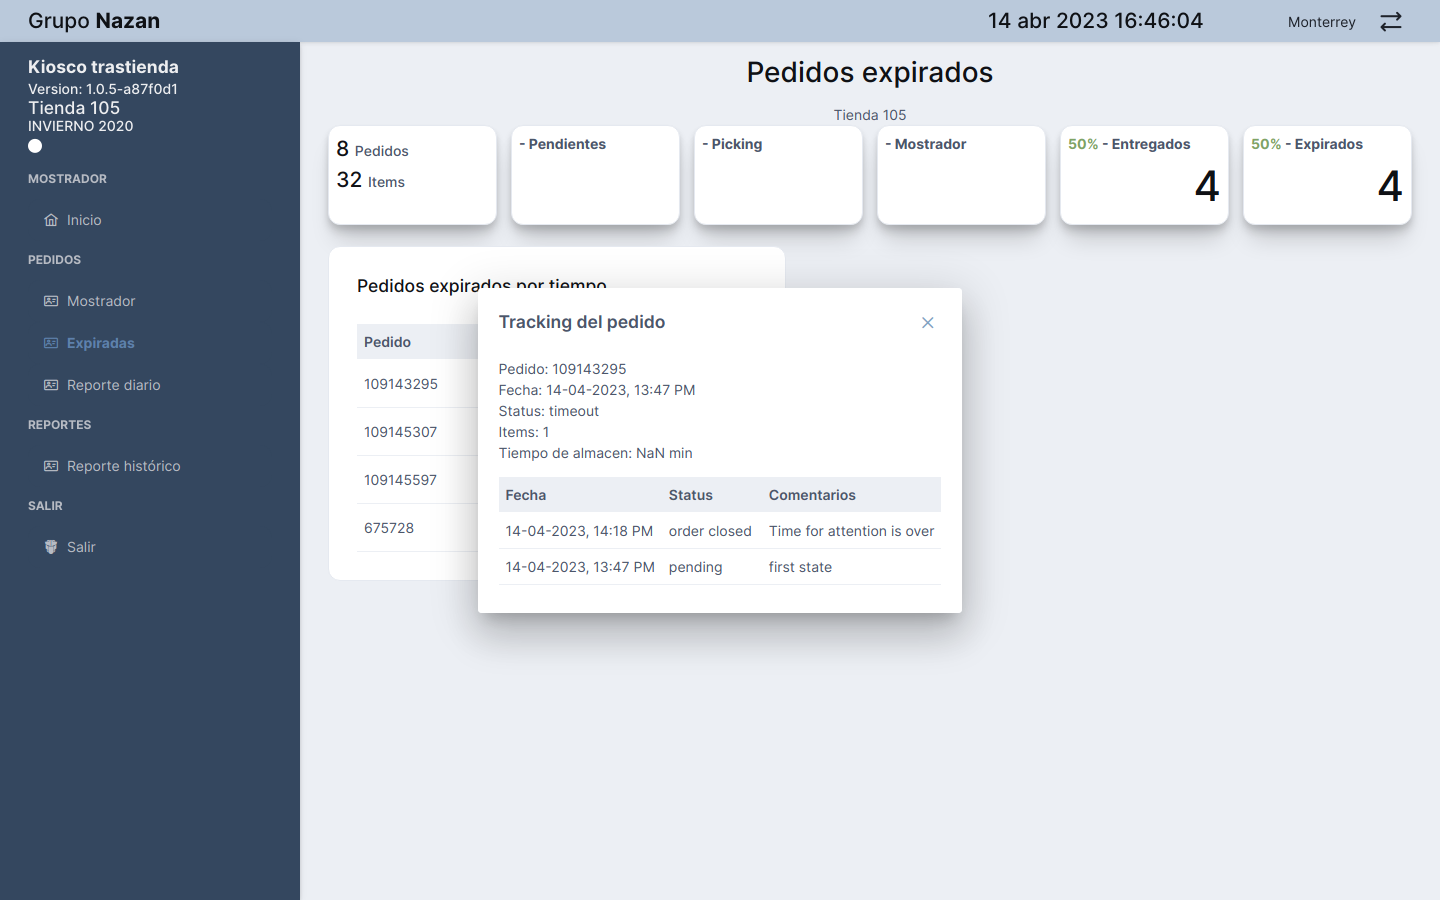 Grupo Nazan
14 abr 2023 16:46:04
Monterrey
Kiosco trastienda
Version: 1.0.5-a87f0d1
Tienda 105
INVIERNO 2020
MOSTRADOR
Inicio
PEDIDOS
Mostrador
Expiradas
Reporte diario
REPORTES
Reporte histórico
SALIR
Salir
Pedidos expirados
Tienda 105
8 Pedidos
32 Items
- Pendientes
- Picking
- Mostrador
50% - Entregados
4
50% - Expirados
4
Pedidos expirados por tiempo
Pedido
109143295
109145307
109145597
675728
Tracking del pedido
Pedido: 109143295
Fecha: 14-04-2023, 13:47 PM
Status: timeout
Items: 1
Tiempo de almacen: NaN min
Fecha Status Comentarios
14-04-2023, 14:18 PM order closed Time for attention is over
14-04-2023, 13:47 PM pending first state